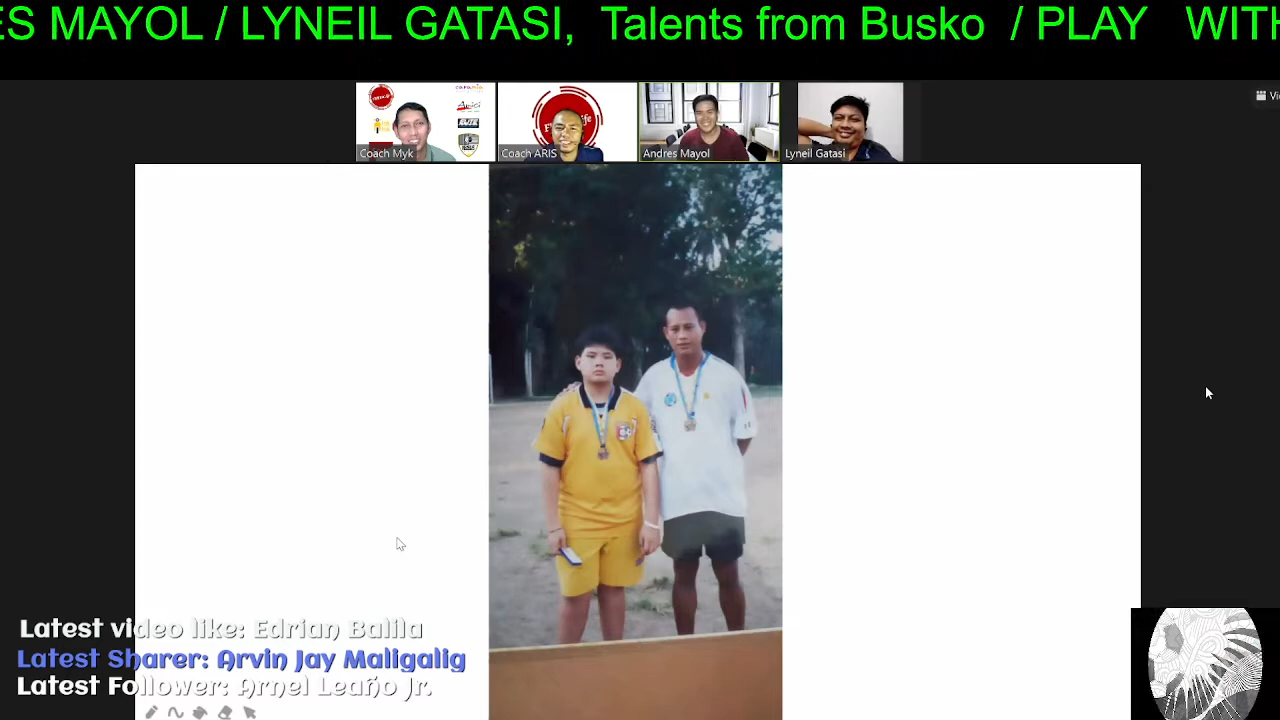 ES MAYOL / LYNEIL GATASI, Talents from Busko / PLAY WITH
Coach Myk
Coach ARIS
Andres Mayol
Lyneil Gatasi
Latest video like: Edrian Balila
Latest Sharer: Arvin Jay Maligalig
Latest Follower: Arnel Leaño Jr.